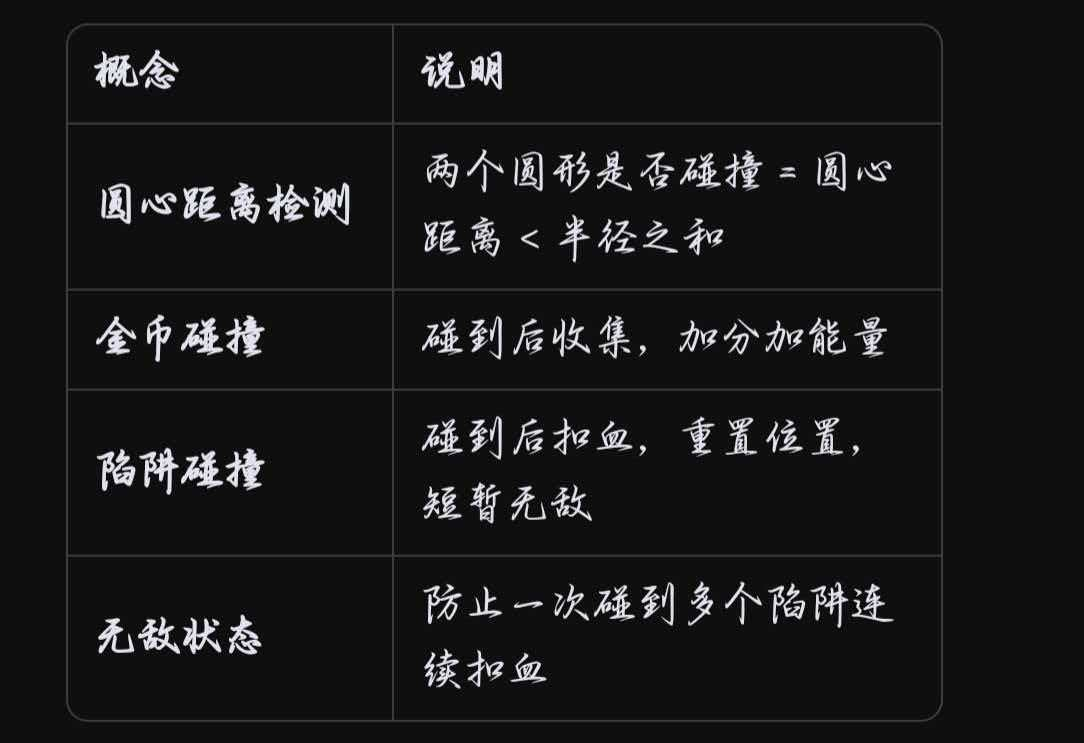 概念
说明
圆心距离检测
两个圆形是否碰撞 = 圆心
距离 < 半径之和
金币碰撞
碰到后收集，加分加能量
陷阱碰撞
碰到后扣血，重置位置，
短暂无敌
无敌状态
防止一次碰到多个陷阱连
续扣血